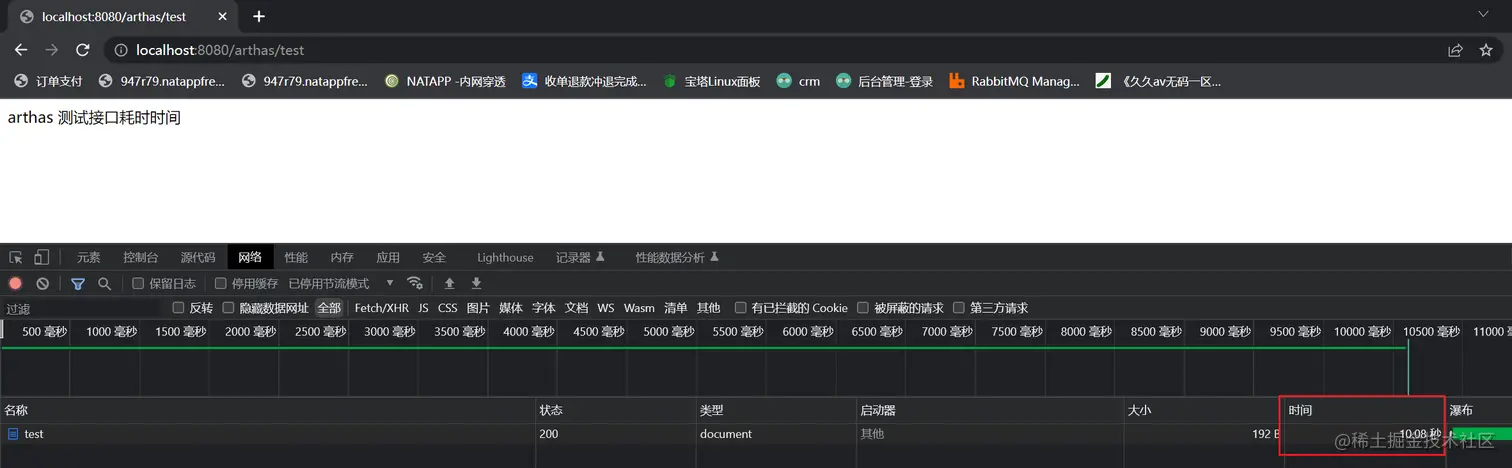 localhost:8080/arthas/test
localhost:8080/arthas/test
订单支付 947r79.natappfre... 947r79.natappfre... NATAPP -内网穿透 收单退款冲退完成... 宝塔Linux面板 crm 后台管理-登录 RabbitMQ Manag... 《久久av无码一区...
arthas 测试接口耗时时间
元素 控制台 源代码 网络 性能 内存 应用 安全 Lighthouse 记录器 性能数据分析
保留日志 停用缓存 已停用节流模式
过滤 反转 隐藏数据网址 全部 Fetch/XHR JS CSS 图片 媒体 字体 文档 WS Wasm 清单 其他 有已拦截的 Cookie 被屏蔽的请求 第三方请求
500 毫秒 1000 毫秒 1500 毫秒 2000 毫秒 2500 毫秒 3000 毫秒 3500 毫秒 4000 毫秒 4500 毫秒 5000 毫秒 5500 毫秒 6000 毫秒 6500 毫秒 7000 毫秒 7500 毫秒 8000 毫秒 8500 毫秒 9000 毫秒 9500 毫秒 10000 毫秒 10500 毫秒 11000
名称 状态 类型 启动器 大小 时间 瀑布
test 200 document 其他 192 B 10.08 秒
@稀土掘金技术社区